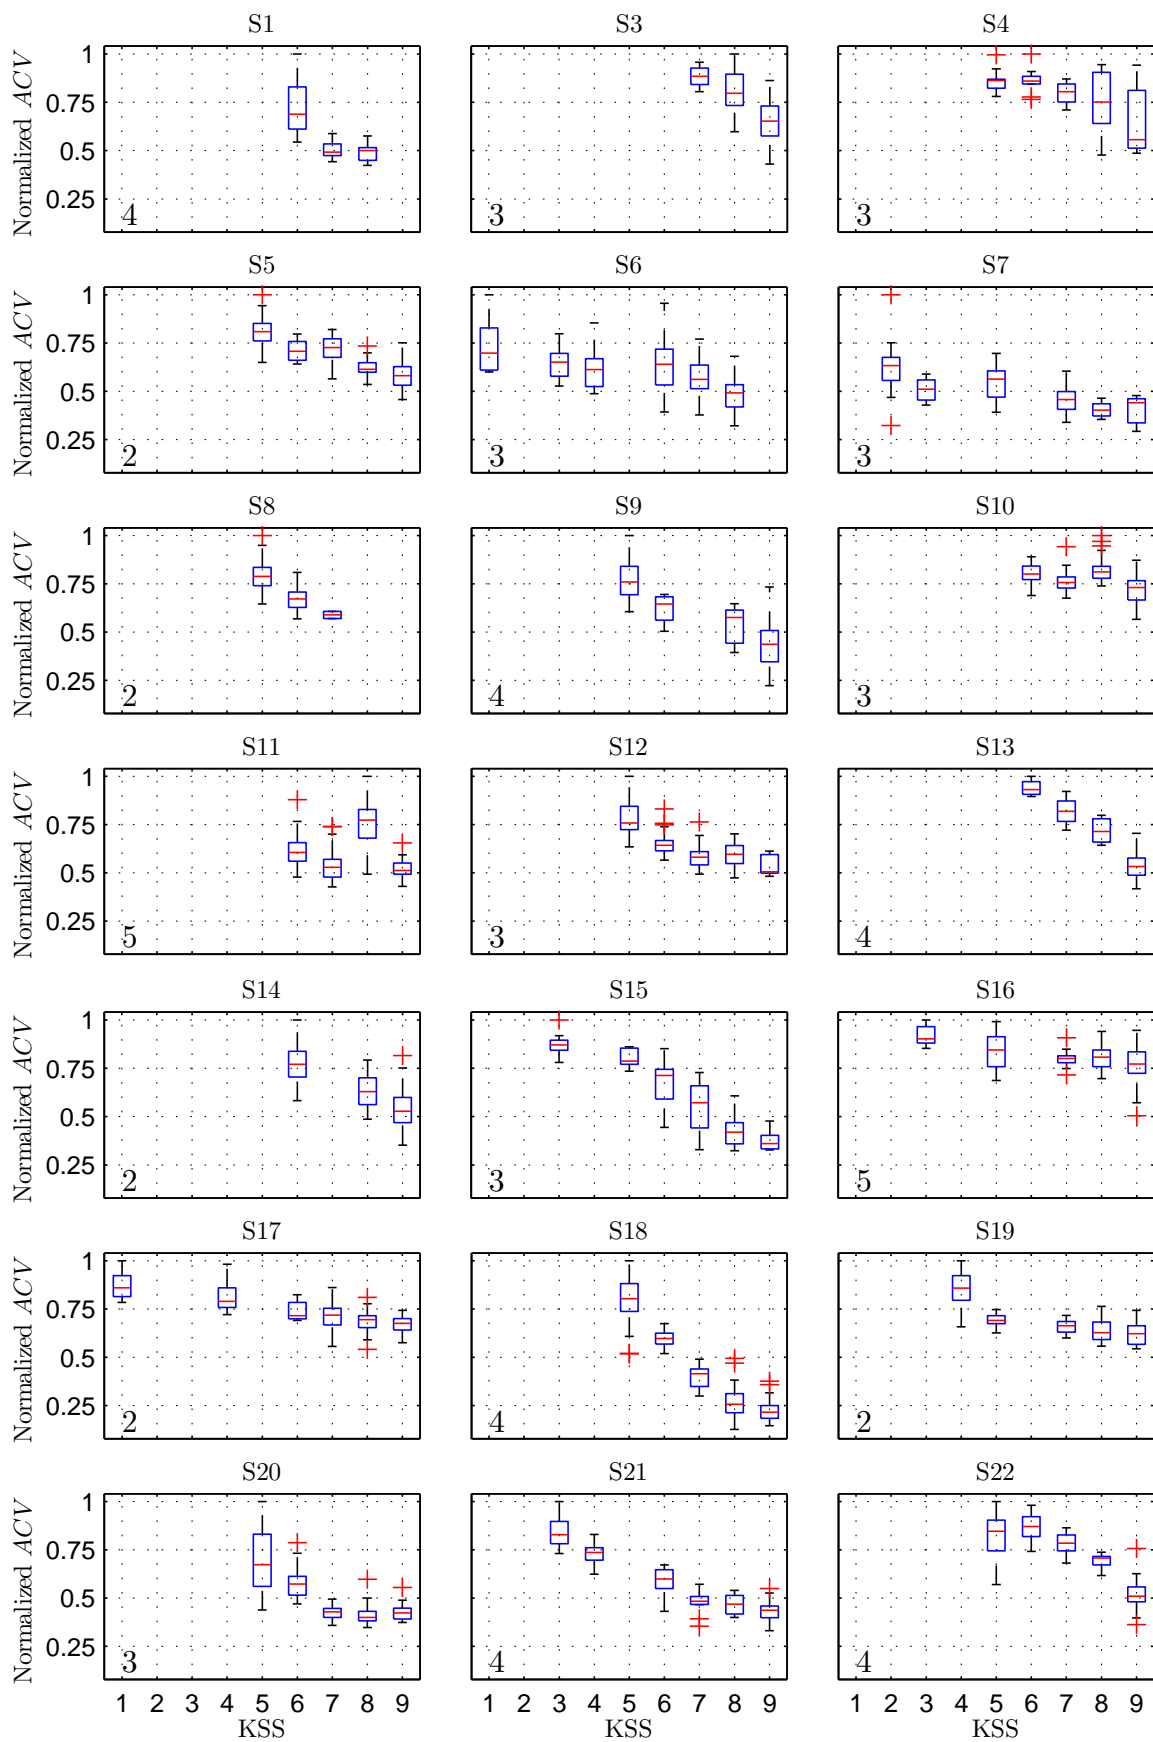 S1 S3 S4
Normalized ACV
1
0.75
0.5
0.25
4 3 3
S5 S6 S7
Normalized ACV
1
0.75
0.5
0.25
2 3 3
S8 S9 S10
Normalized ACV
1
0.75
0.5
0.25
2 4 3
S11 S12 S13
Normalized ACV
1
0.75
0.5
0.25
5 3 4
S14 S15 S16
Normalized ACV
1
0.75
0.5
0.25
2 3 5
S17 S18 S19
Normalized ACV
1
0.75
0.5
0.25
2 4 2
S20 S21 S22
Normalized ACV
1
0.75
0.5
0.25
3 4 4
1 2 3 4 5 6 7 8 9 1 2 3 4 5 6 7 8 9 1 2 3 4 5 6 7 8 9
KSS KSS KSS